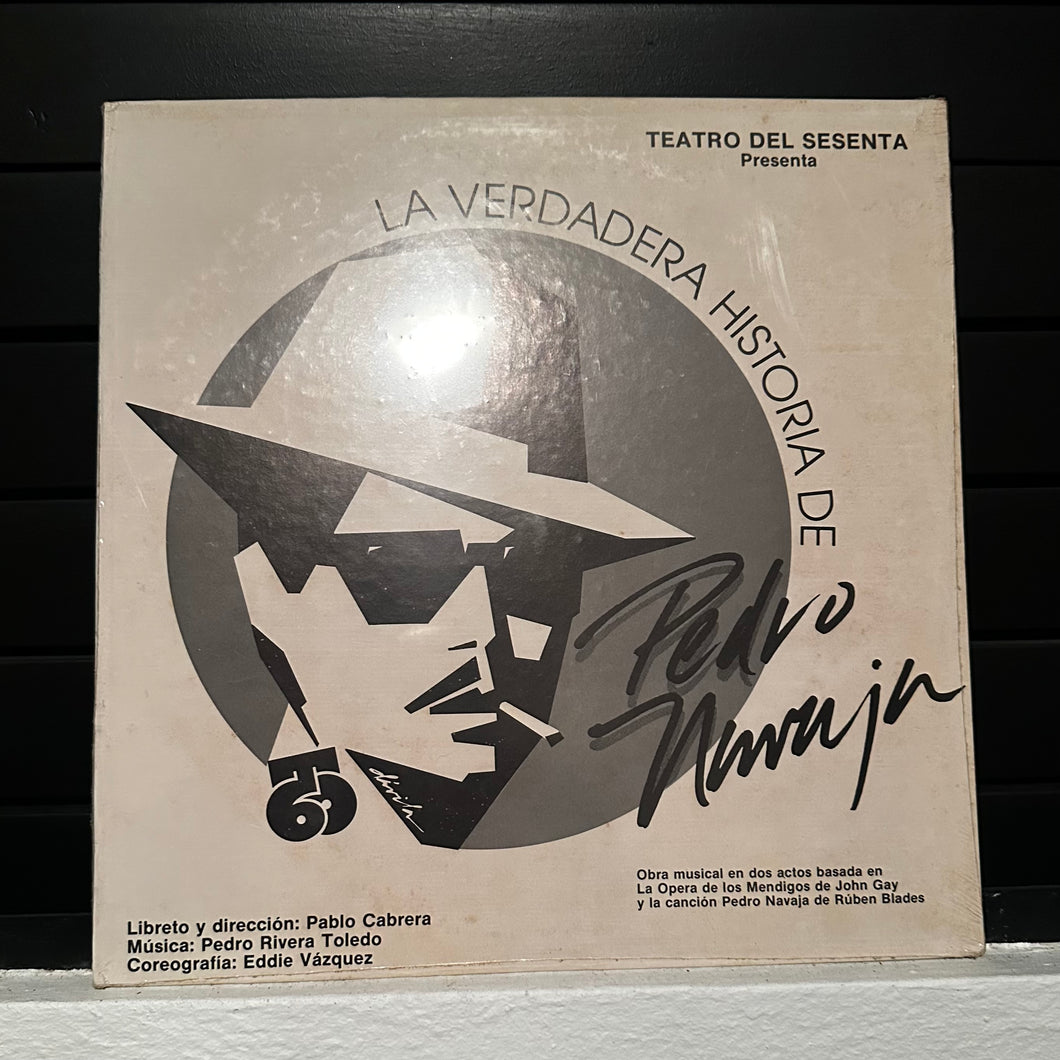 TEATRO DEL SESENTA
Presenta
LA VERDADERA HISTORIA DE
Pedro
Navaja
T
60
dávila
Obra musical en dos actos basada en
La Opera de los Mendigos de John Gay
y la canción Pedro Navaja de Rúben Blades
Libreto y dirección: Pablo Cabrera
Música: Pedro Rivera Toledo
Coreografía: Eddie Vázquez